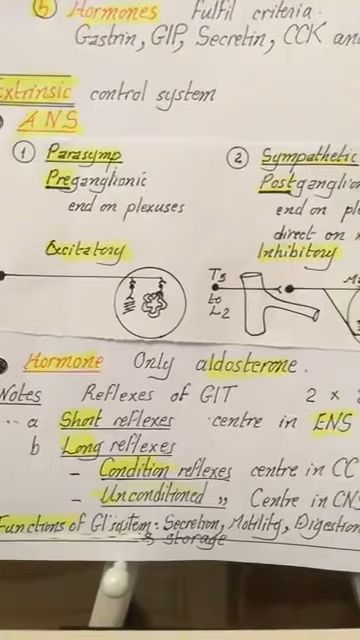 (b) Hormones Fulfil criteria.
Gastrin, GIP, Secretin, CCK an
Extrinsic control system
ANS
① Parasymp
Preganglionic
end on plexuses
Excitatory
② Sympathetic
Postganglio
end on pl
direct on
Inhibitory
T5
to
L2
Hormone Only aldosterone.
Notes Reflexes of GIT 2 x 2
a Short reflexes centre in ENS
b Long reflexes
- Condition reflexes centre in CC
- Unconditioned ,, Centre in CN
Functions of GI system: Secretion, Motility, Digestion
& storage